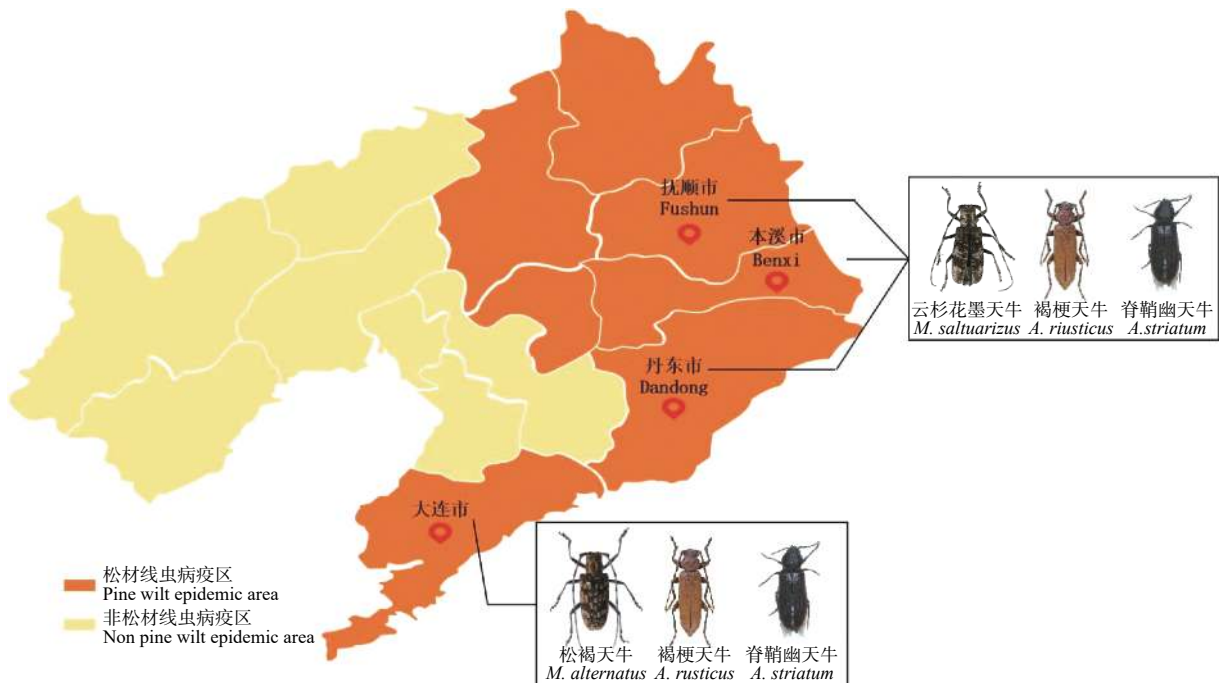 抚顺市
Fushun
本溪市
Benxi
丹东市
Dandong
大连市
云杉花墨天牛 褐梗天牛 脊鞘幽天牛
M. saltuarizus A. riusticus A.striatum
松褐天牛 褐梗天牛 脊鞘幽天牛
M. alternatus A. rusticus A. striatum
松材线虫病疫区
Pine wilt epidemic area
非松材线虫病疫区
Non pine wilt epidemic area